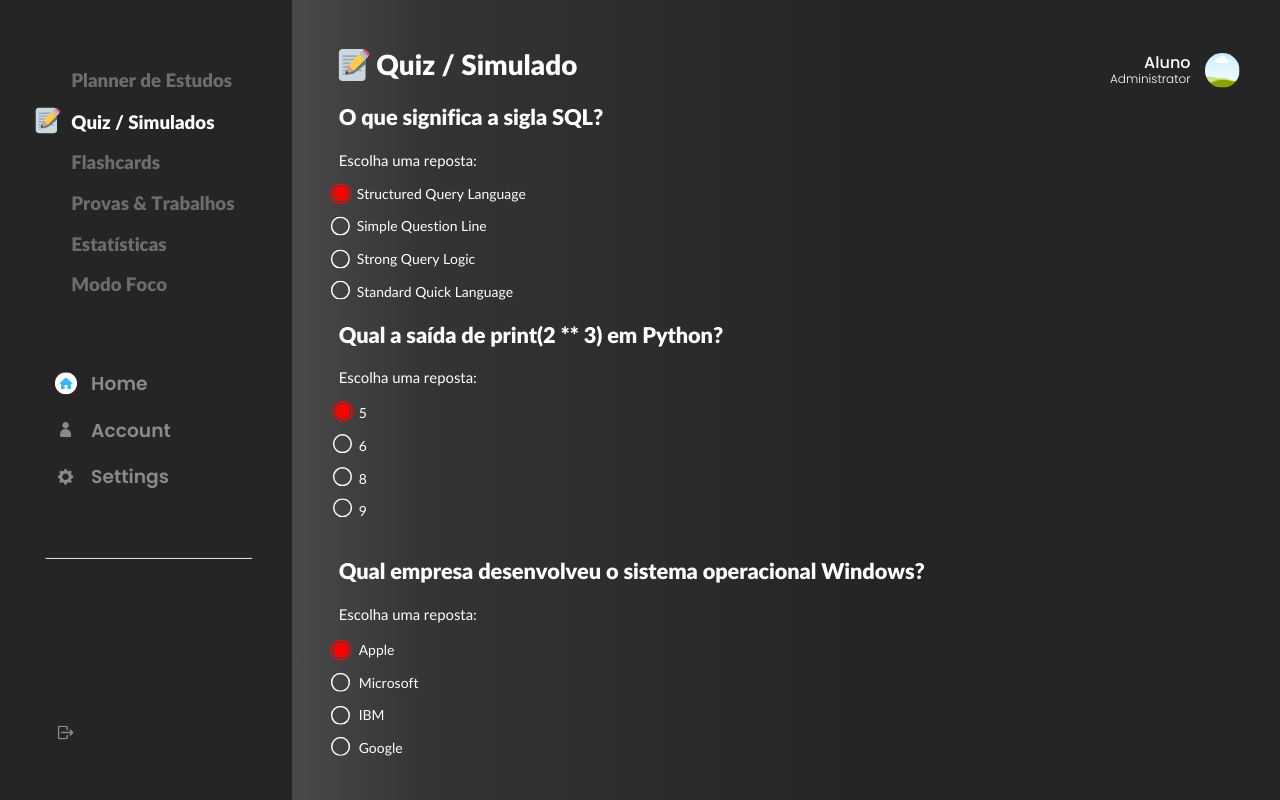 Planner de Estudos
Quiz / Simulados
Flashcards
Provas & Trabalhos
Estatísticas
Modo Foco
Home
Account
Settings
Quiz / Simulado
Aluno
Administrator
O que significa a sigla SQL?
Escolha uma reposta:
Structured Query Language
Simple Question Line
Strong Query Logic
Standard Quick Language
Qual a saída de print(2 ** 3) em Python?
Escolha uma reposta:
5
6
8
9
Qual empresa desenvolveu o sistema operacional Windows?
Escolha uma reposta:
Apple
Microsoft
IBM
Google